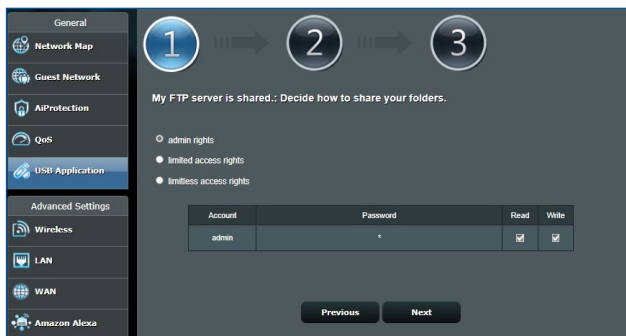 General
Network Map
Guest Network
AiProtection
QoS
USB Application
Advanced Settings
Wireless
LAN
WAN
Amazon Alexa
1 2 3
My FTP server is shared.: Decide how to share your folders.
admin rights
limited access rights
limitless access rights
Account Password Read Write
admin *
Previous Next